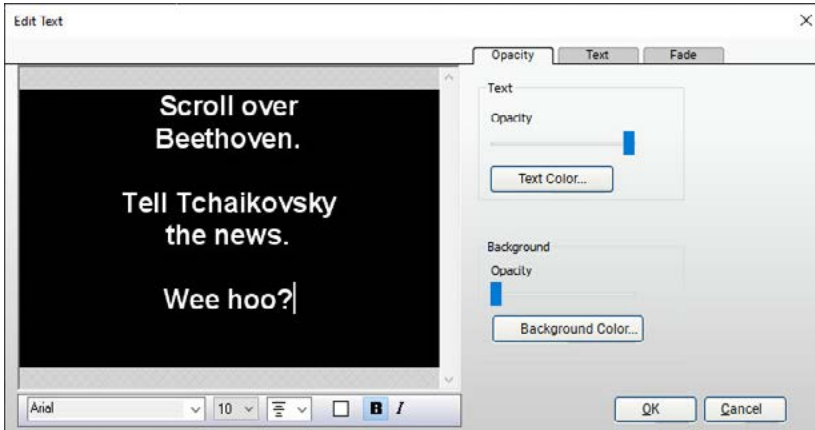 Edit Text
Opacity Text Fade
Scroll over
Beethoven.
Tell Tchaikovsky
the news.
Wee hoo?
Text
Opacity
Text Color...
Background
Opacity
Background Color...
Arial 10 B I
OK Cancel